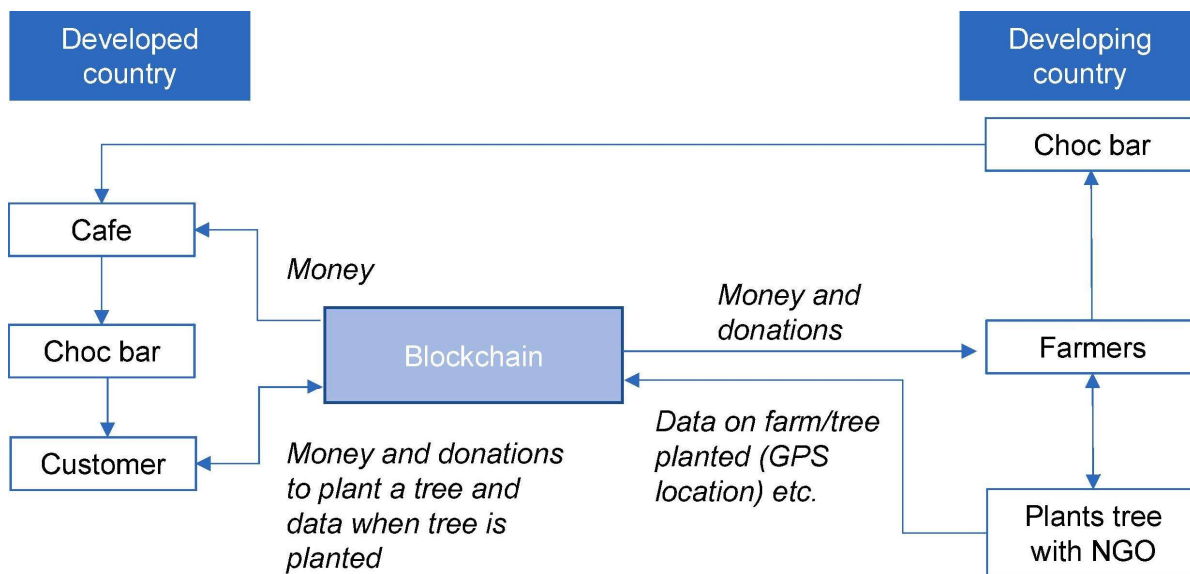 Developed
country
Developing
country
Choc bar
Cafe
Money
Money and
donations
Choc bar
Blockchain
Farmers
Customer
Money and donations
to plant a tree and
data when tree is
planted
Data on farm/tree
planted (GPS
location) etc.
Plants tree
with NGO